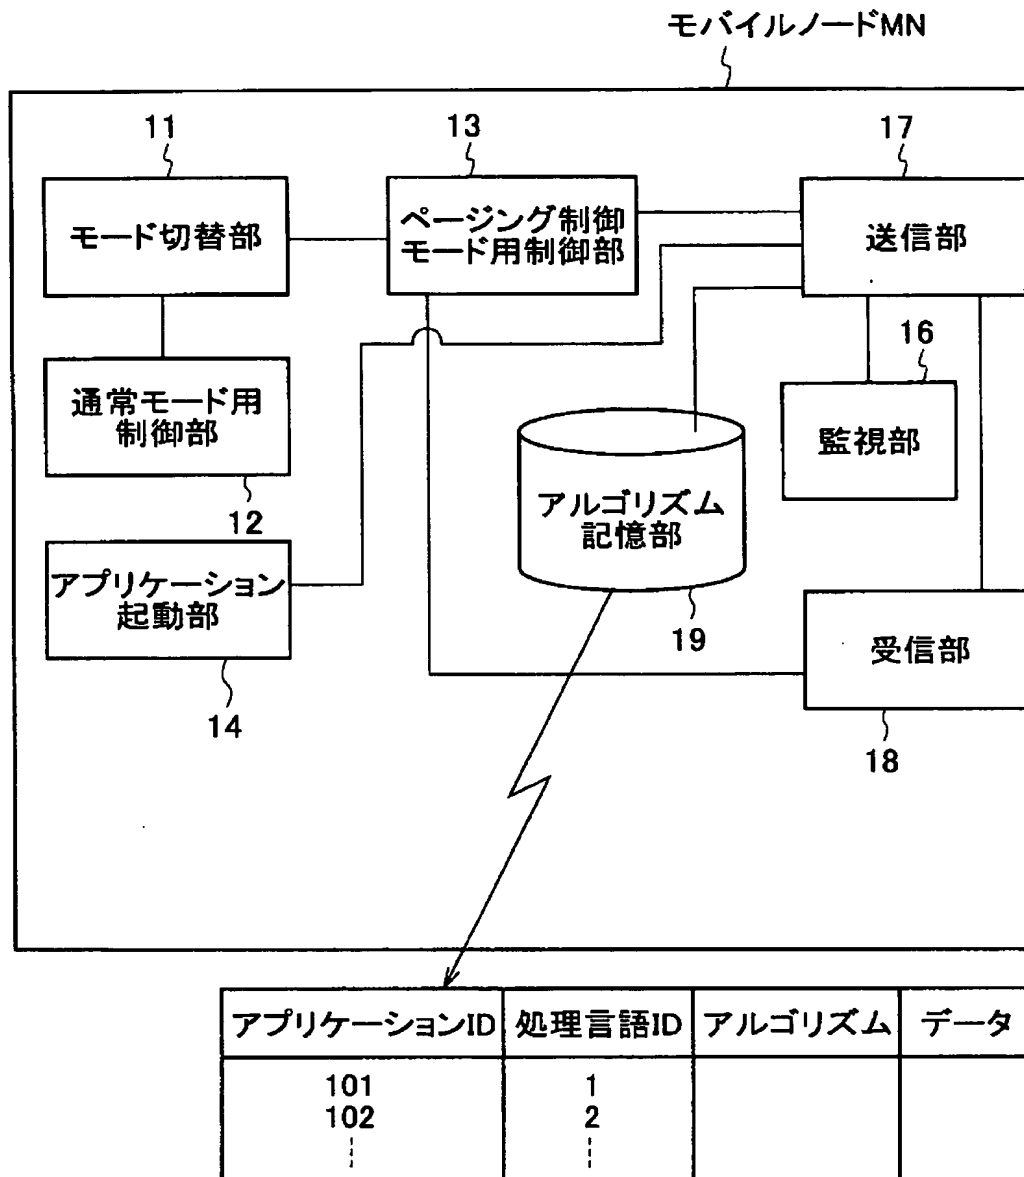 モバイルノードMN
11
13
17
モード切替部
ページング制御
モード用制御部
送信部
16
通常モード用
制御部
監視部
12
アルゴリズム
記憶部
アプリケーション
起動部
19
受信部
14
18
アプリケーションID 処理言語ID アルゴリズム データ
101 1
102 2